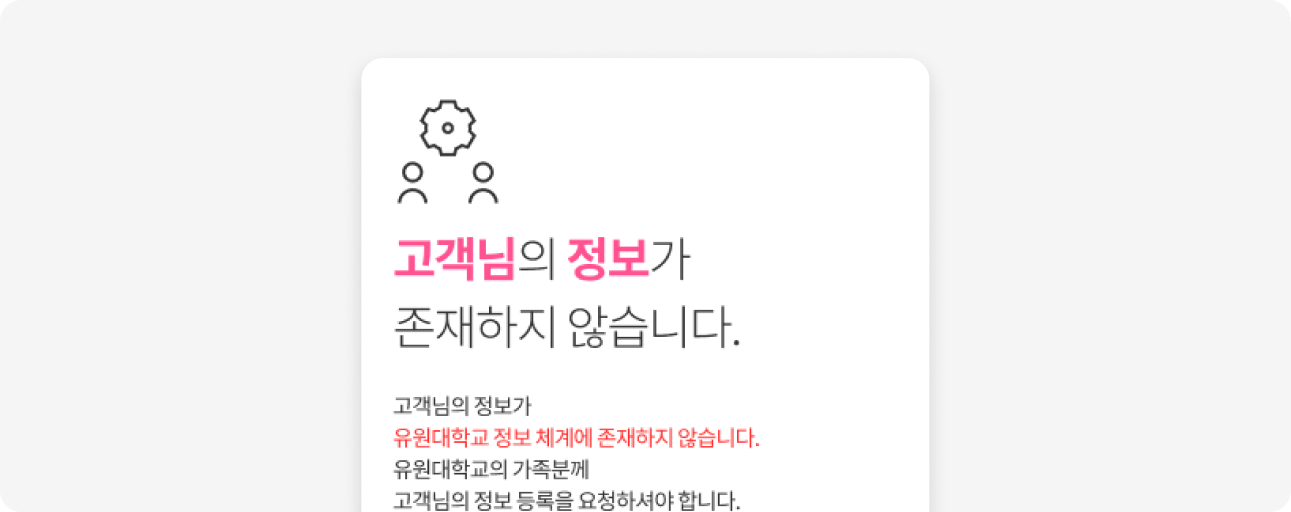 고객님의 정보가
존재하지 않습니다.
고객님의 정보가
유원대학교 정보 체계에 존재하지 않습니다.
유원대학교의 가족분께
고객님의 정보 등록을 요청하셔야 합니다.